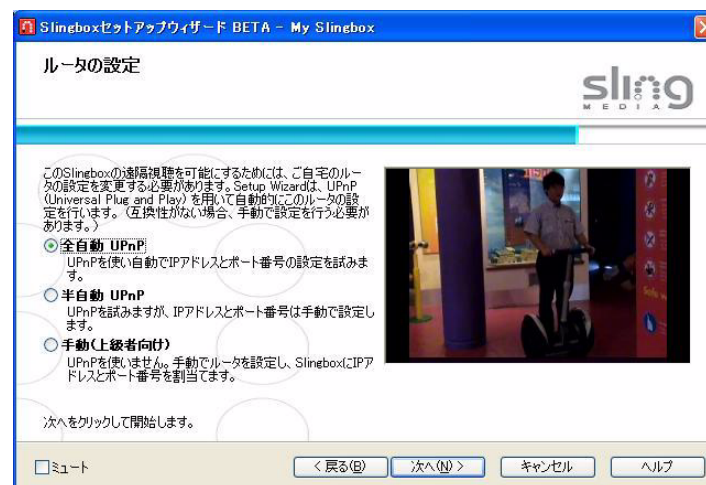 Slingboxセットアップウィザード BETA - My Slingbox
ルータの設定
sling
MEDIA
このSlingboxの遠隔視聴を可能にするためには、ご自宅のルー
タの設定を変更する必要があります。Setup Wizardは、UPnP
(Universal Plug and Play) を用いて自動的にこのルータの設
定を行います。（互換性がない場合、手動で設定を行う必要が
あります。）
全自動 UPnP
UPnPを使い自動でIPアドレスとポート番号の設定を試みま
す。
半自動 UPnP
UPnPを試みますが、IPアドレスとポート番号は手動で設定し
ます。
手動(上級者向け)
UPnPを使いません。手動でルータを設定し、SlingboxにIPア
ドレスとポート番号を割当てます。
次へをクリックして開始します。
ミュート
< 戻る(B)
次へ(N) >
キャンセル
ヘルプ